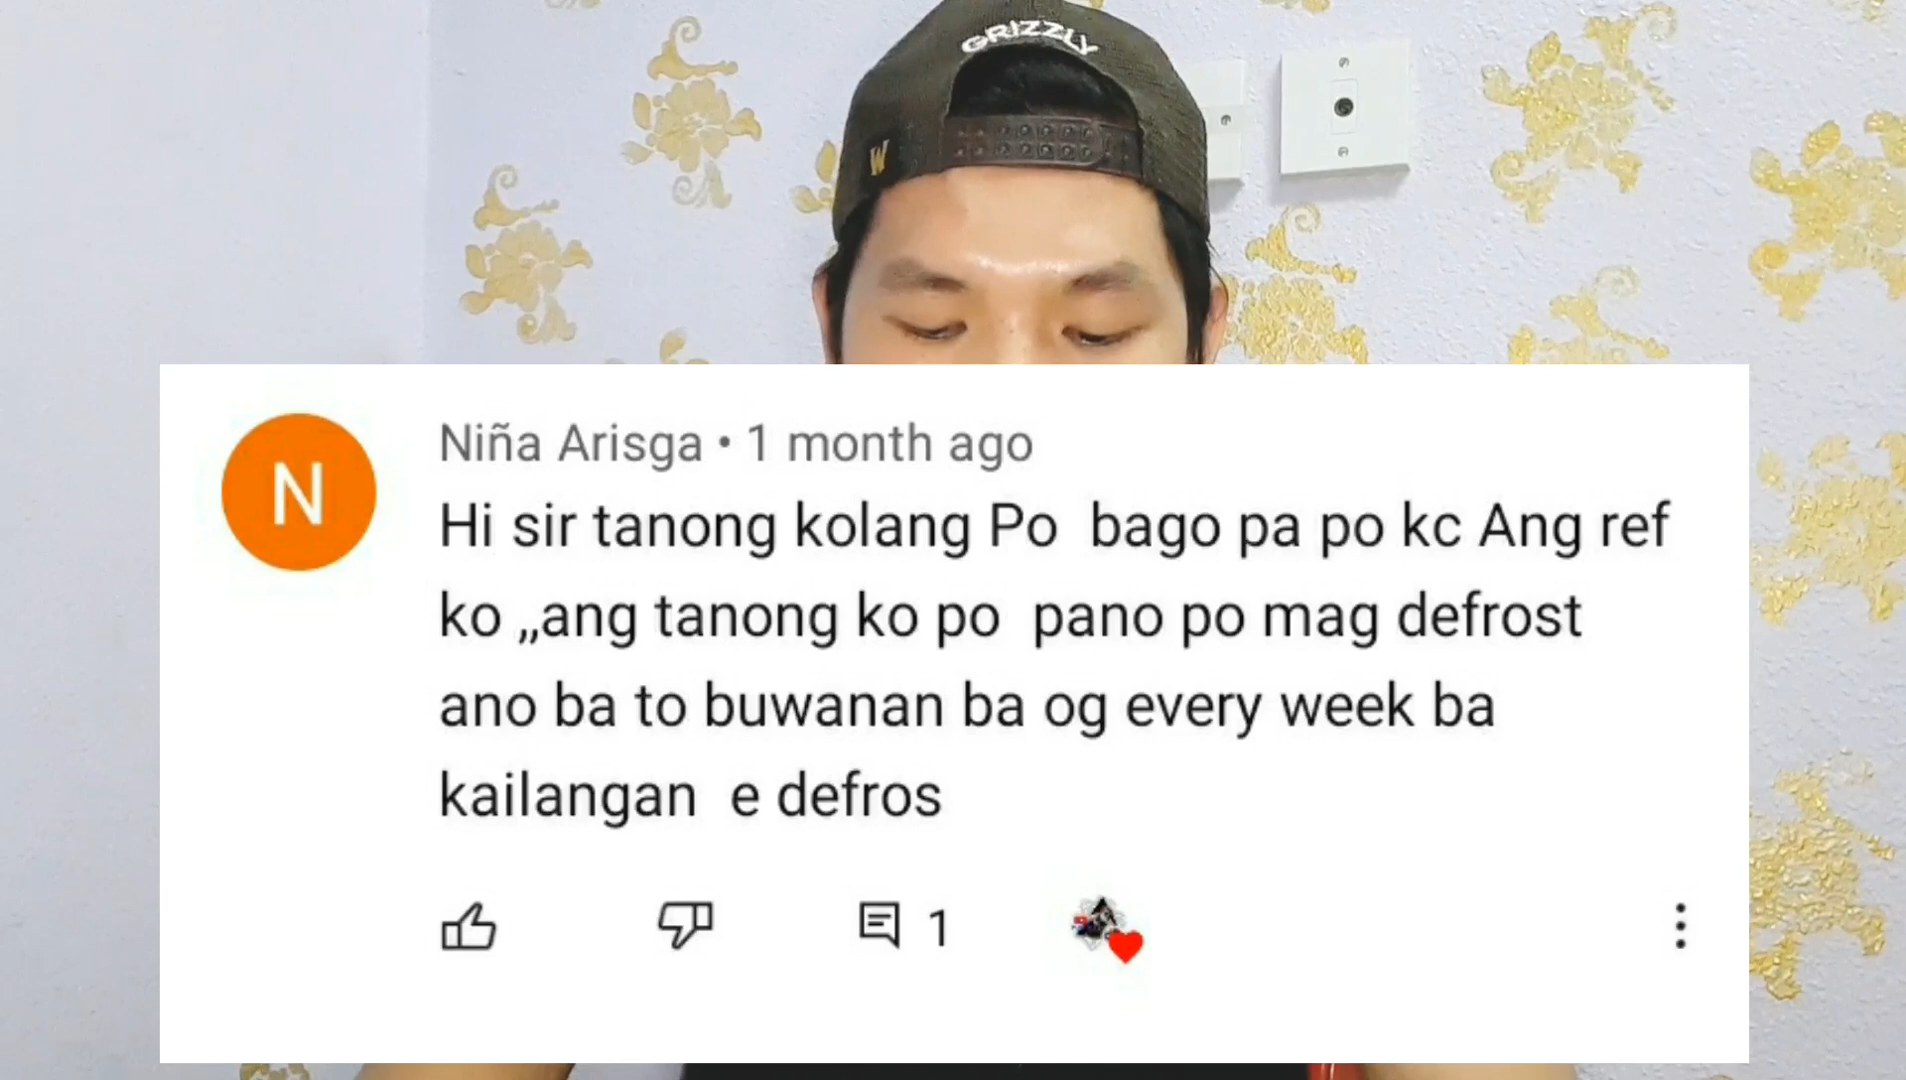 GRIZZLY
W
N
Niña Arisga • 1 month ago
Hi sir tanong kolang Po  bago pa po kc Ang ref
ko ,,ang tanong ko po  pano po mag defrost
ano ba to buwanan ba og every week ba
kailangan  e defros
1